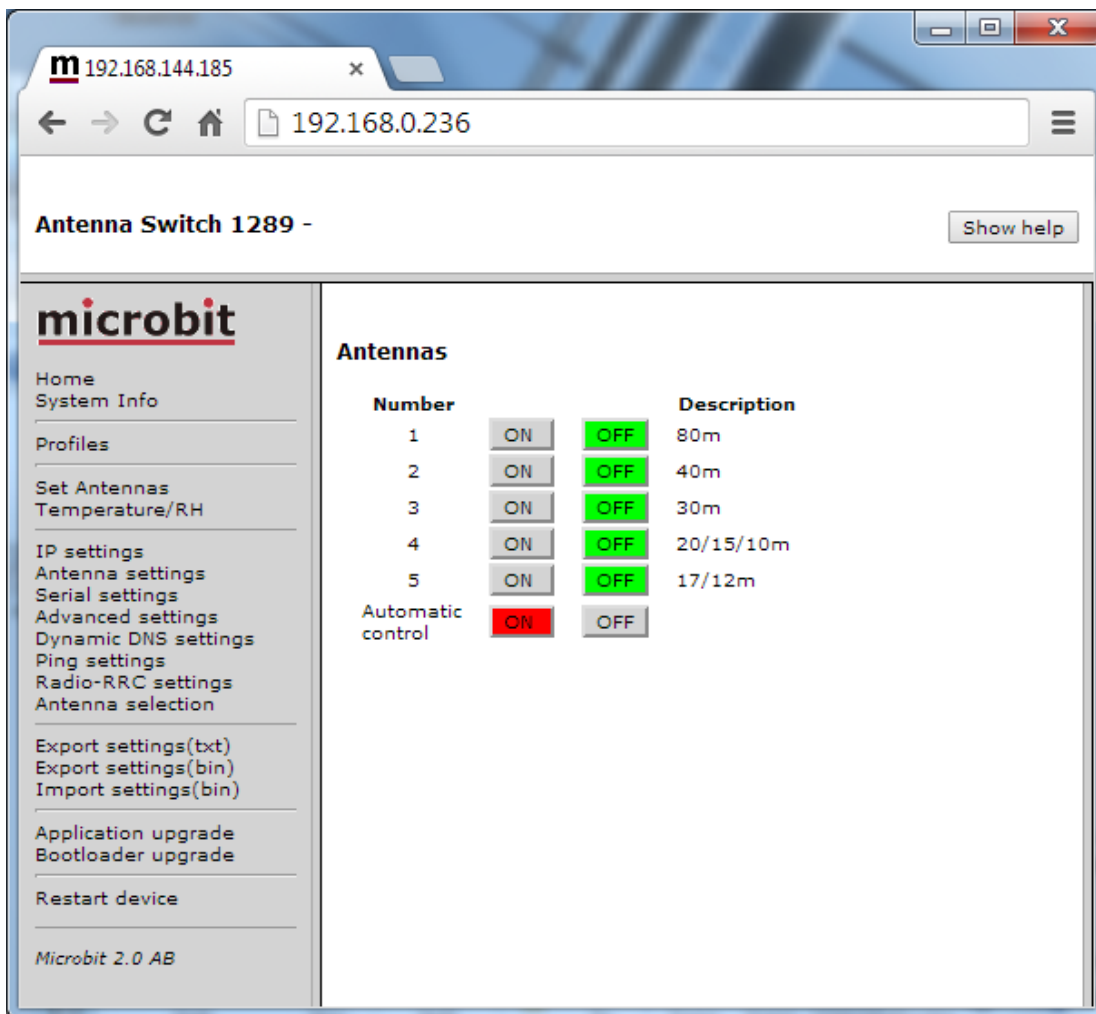 m 192.168.144.185
192.168.0.236
Antenna Switch 1289 -
Show help
microbit
Home
System Info
Profiles
Set Antennas
Temperature/RH
IP settings
Antenna settings
Serial settings
Advanced settings
Dynamic DNS settings
Ping settings
Radio-RRC settings
Antenna selection
Export settings(txt)
Export settings(bin)
Import settings(bin)
Application upgrade
Bootloader upgrade
Restart device
Microbit 2.0 AB
Antennas
Number Description
1 ON OFF 80m
2 ON OFF 40m
3 ON OFF 30m
4 ON OFF 20/15/10m
5 ON OFF 17/12m
Automatic
control ON OFF